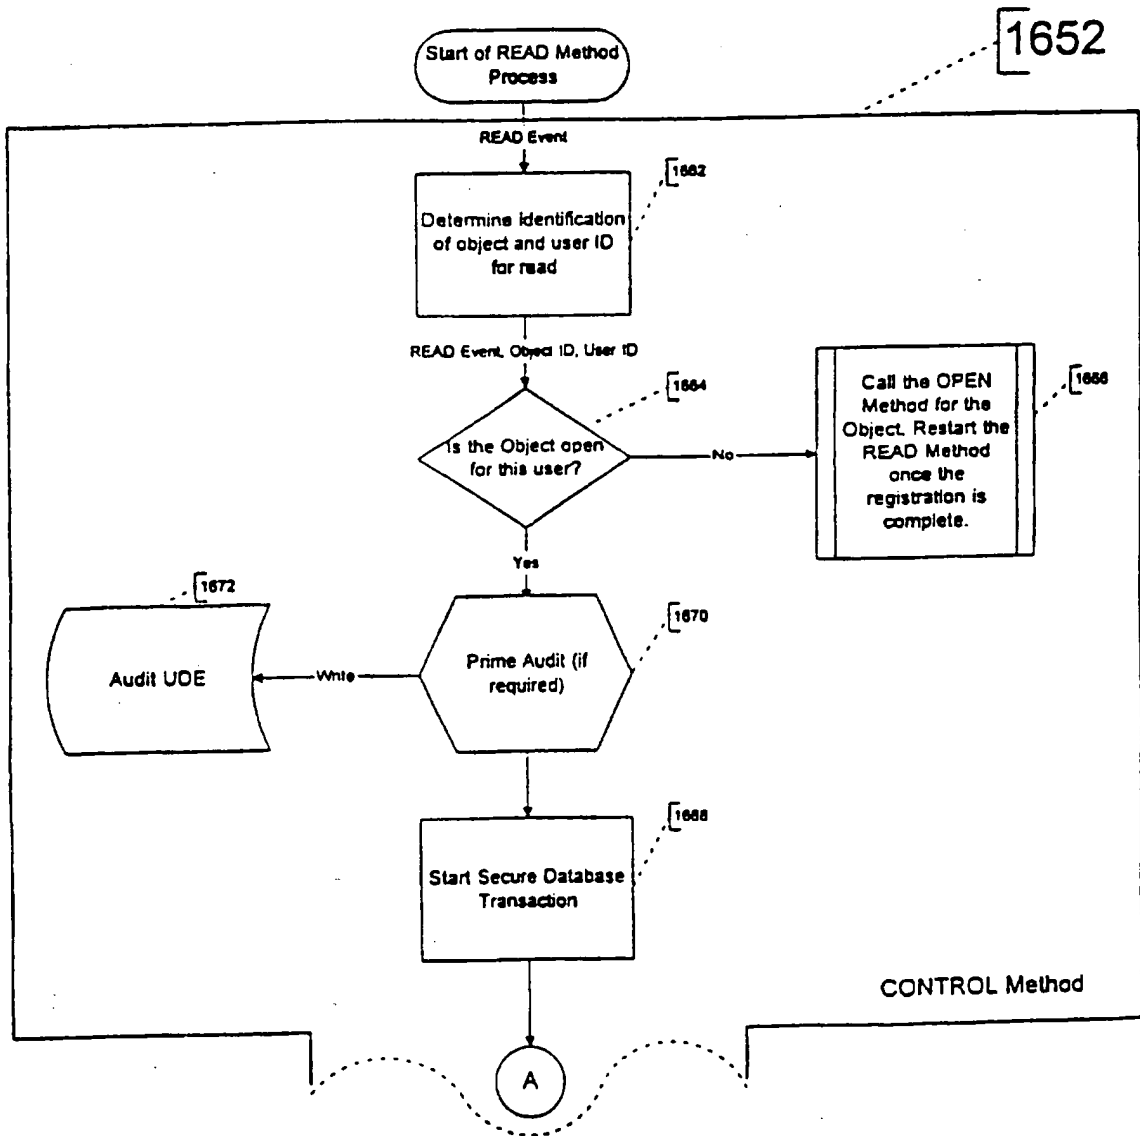 1652
Start of READ Method
Process
READ Event
1662
Determine identification
of object and user ID
for read
READ Event, Object ID, User ID
1664
Is the Object open
for this user?
No
Call the OPEN
Method for the
Object. Restart the
READ Method
once the
registration is
complete.
1666
Yes
1672
Audit UDE
Write
Prime Audit (if
required)
1670
1668
Start Secure Database
Transaction
CONTROL Method
A